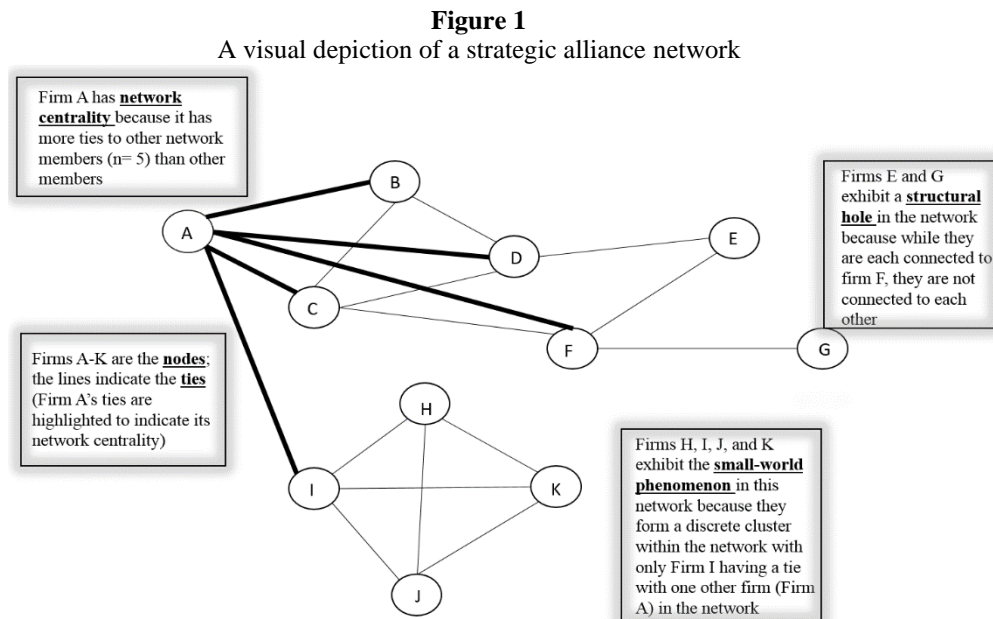 Figure 1
A visual depiction of a strategic alliance network
Firm A has network
centrality because it has
more ties to other network
members (n= 5) than other
members
B
A
Firms E and G
exhibit a structural
hole in the network
because while they
are each connected to
firm F, they are not
connected to each
other
E
D
C
F
G
Firms A-K are the nodes;
the lines indicate the ties
(Firm A's ties are
highlighted to indicate its
network centrality)
H
I
K
J
Firms H, I, J, and K
exhibit the small-world
phenomenon in this
network because they
form a discrete cluster
within the network with
only Firm I having a tie
with one other firm (Firm
A) in the network